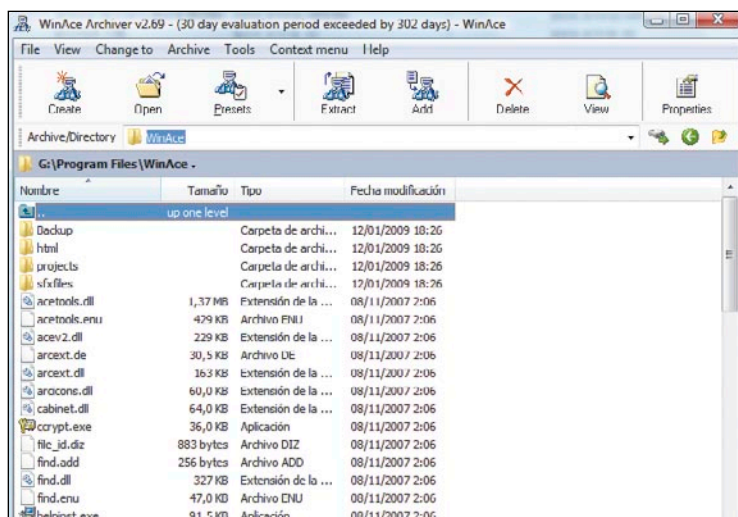 WinAce Archiver v2.69 - (30 day evaluation period exceeded by 302 days) - WinAce
File View Change to Archive Tools Context menu Help
Create Open Presets Extract Add Delete View Properties
Archive/Directory WinAce
G:\Program Files\WinAce
Nombre Tamaño Tipo Fecha modificación
.. up one level
Backup Carpeta de archi... 12/01/2009 18:26
html Carpeta de archi... 12/01/2009 18:26
projects Carpeta de archi... 12/01/2009 18:26
sfxfiles Carpeta de archi... 12/01/2009 18:26
acetools.dll 1,37 MB Extensión de la ... 08/11/2007 2:06
acetools.enu 429 KB Archivo ENU 08/11/2007 2:06
acev2.dll 229 KB Extensión de la ... 08/11/2007 2:06
arcext.de 30,5 KB Archivo DE 08/11/2007 2:06
arcext.dll 163 KB Extensión de la ... 08/11/2007 2:06
arcicons.dll 60,0 KB Extensión de la ... 08/11/2007 2:06
cabinet.dll 64,0 KB Extensión de la ... 08/11/2007 2:06
ccrypt.exe 36,0 KB Aplicación 08/11/2007 2:06
file_id.diz 883 bytes Archivo DIZ 08/11/2007 2:06
find.add 256 bytes Archivo ADD 08/11/2007 2:06
find.dll 327 KB Extensión de la ... 08/11/2007 2:06
find.enu 47,0 KB Archivo ENU 08/11/2007 2:06
helpinst.exe 91,5 KB Aplicación 08/11/2007 2:06